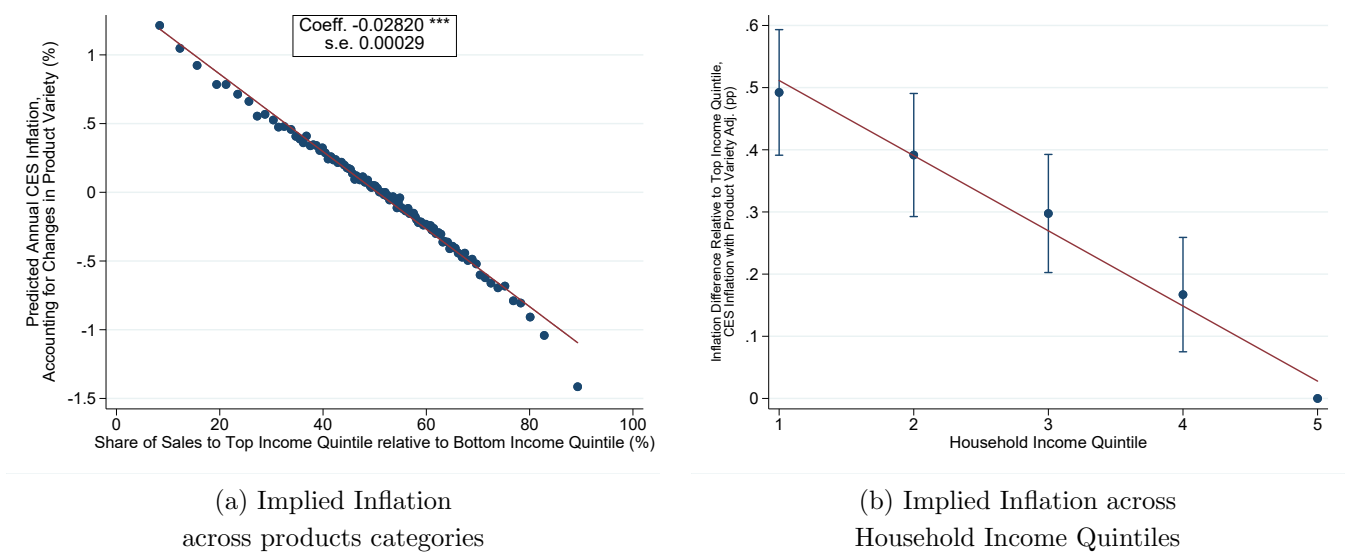 Coeff. -0.02820 ***
s.e. 0.00029
Predicted Annual CES Inflation,
Accounting for Changes in Product Variety (%)
1
.5
0
-.5
-1
-1.5
0 20 40 60 80 100
Share of Sales to Top Income Quintile relative to Bottom Income Quintile (%)
(a) Implied Inflation
across products categories
Inflation Difference Relative to Top Income Quintile,
CES Inflation with Product Variety Adj. (pp)
.6
.5
.4
.3
.2
.1
0
1 2 3 4 5
Household Income Quintile
(b) Implied Inflation across
Household Income Quintiles